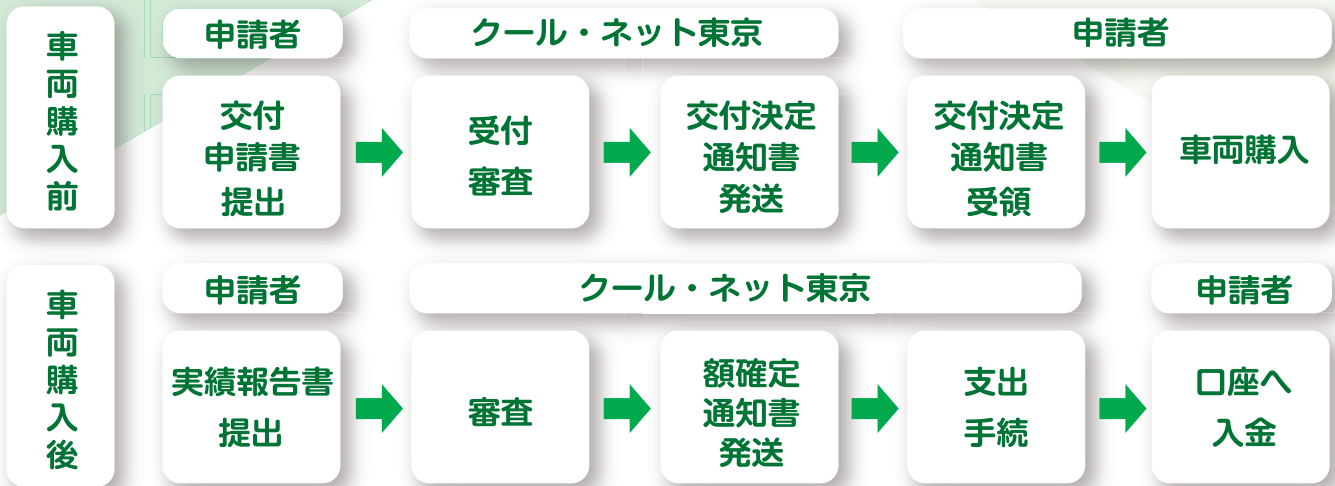 車両購入前
申請者
クール・ネット東京
申請者
交付
申請書
提出
受付
審査
交付決定
通知書
発送
交付決定
通知書
受領
車両購入
車両購入後
申請者
クール・ネット東京
申請者
実績報告書
提出
審査
額確定
通知書
発送
支出
手続
口座へ
入金